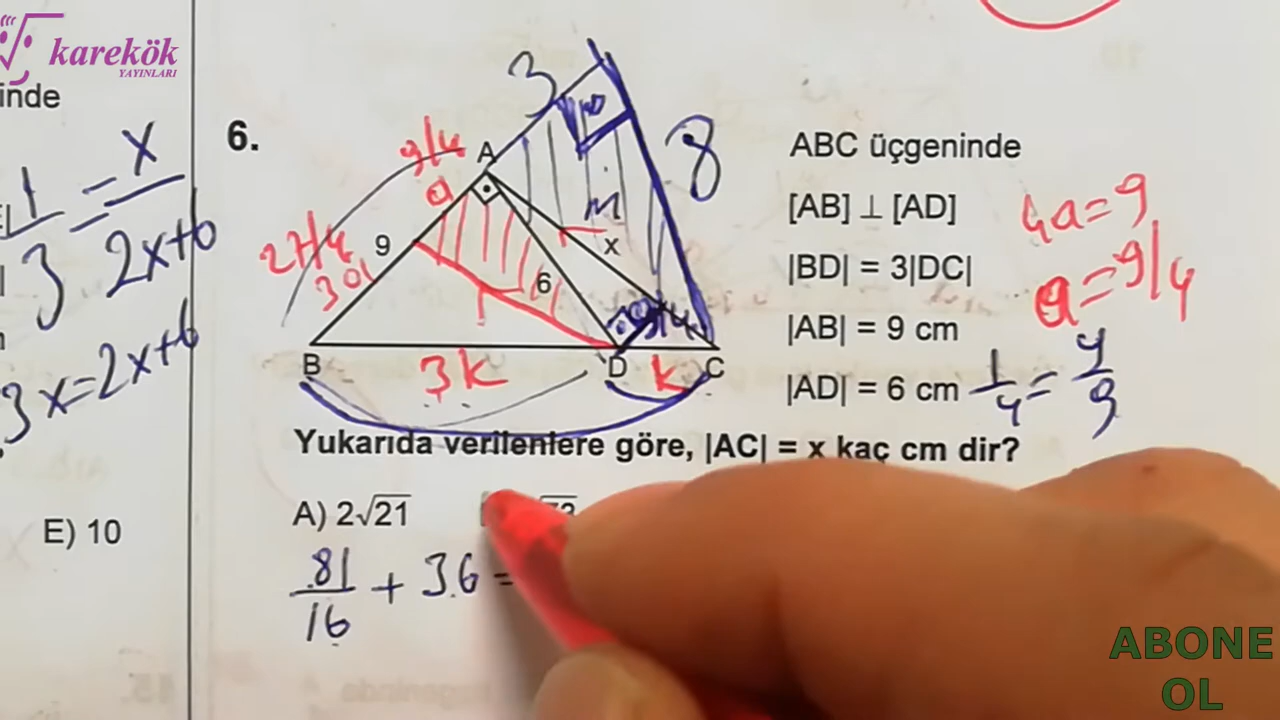 karekök
YAYINLARI
inde
1/3 = x/2x+6
3x=2x+6
E) 10
6.
3
8
9/4
a
A
27/4
3a
9
x
m
6
B
3k
D
k
C
ABC üçgeninde
[AB] ⊥ [AD]
|BD| = 3|DC|
|AB| = 9 cm
|AD| = 6 cm
4a=9
a=9/4
1/4 = y/9
Yukarıda verilenlere göre, |AC| = x kaç cm dir?
A) 2√21
81/16 + 36 =
ABONE
OL